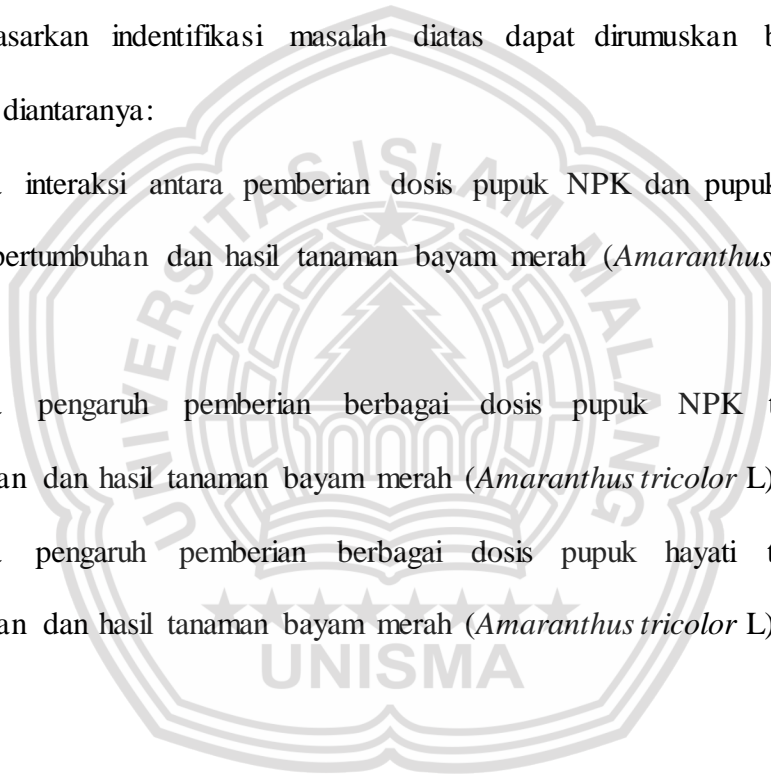 asarkan indentifikasi masalah diatas dapat dirumuskan b
diantaranya:
interaksi antara pemberian dosis pupuk NPK dan pupuk
pertumbuhan dan hasil tanaman bayam merah (Amaranthus
pengaruh pemberian berbagai dosis pupuk NPK t
an dan hasil tanaman bayam merah (Amaranthus tricolor L)
pengaruh pemberian berbagai dosis pupuk hayati t
an dan hasil tanaman bayam merah (Amaranthus tricolor L)
UNIVERSITAS ISLAM MALANG
UNISMA